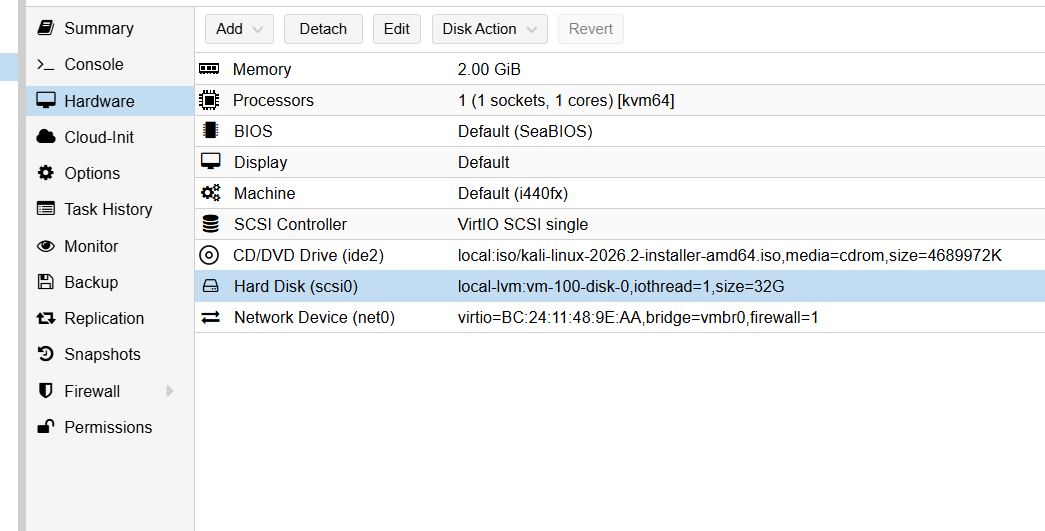 Summary
Console
Hardware
Cloud-Init
Options
Task History
Monitor
Backup
Replication
Snapshots
Firewall
Permissions
Add Detach Edit Disk Action Revert
Memory 2.00 GiB
Processors 1 (1 sockets, 1 cores) [kvm64]
BIOS Default (SeaBIOS)
Display Default
Machine Default (i440fx)
SCSI Controller VirtIO SCSI single
CD/DVD Drive (ide2) local:iso/kali-linux-2026.2-installer-amd64.iso,media=cdrom,size=4689972K
Hard Disk (scsi0) local-lvm:vm-100-disk-0,iothread=1,size=32G
Network Device (net0) virtio=BC:24:11:48:9E:AA,bridge=vmbr0,firewall=1